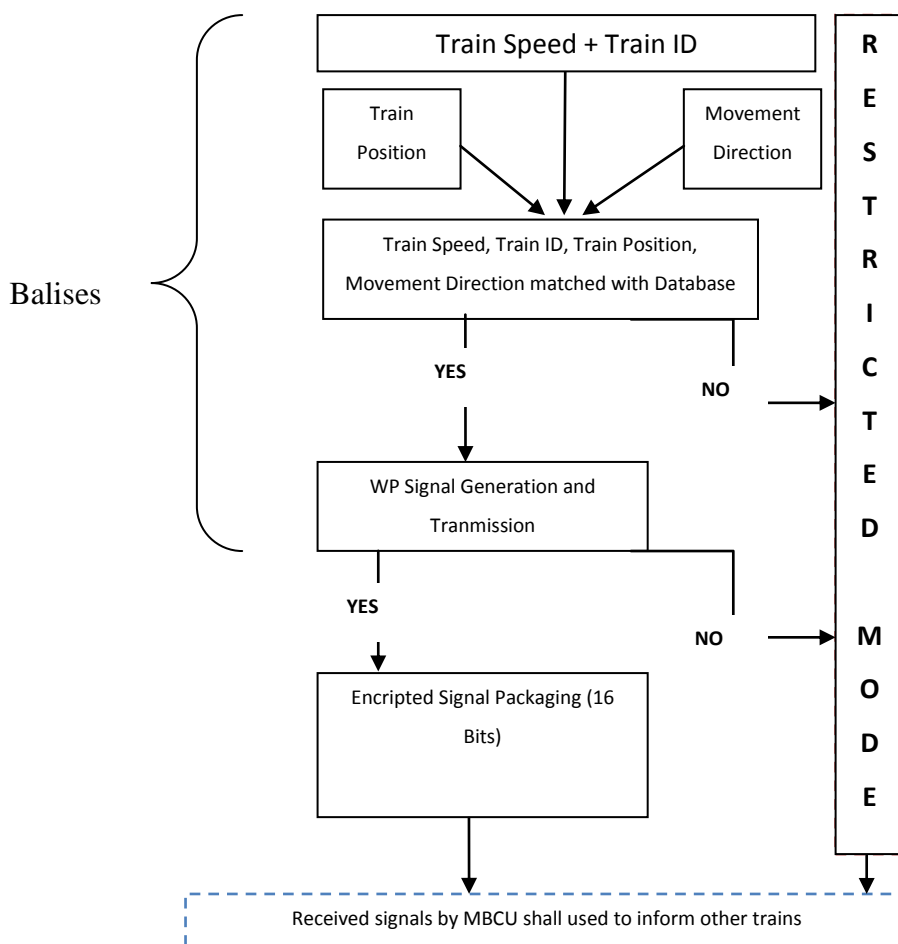 Train Speed + Train ID
Train
Position
Movement
Direction
Train Speed, Train ID, Train Position,
Movement Direction matched with Database
Balises
YES
NO
WP Signal Generation and
Tranmission
YES
NO
Encripted Signal Packaging (16
Bits)
R
E
S
T
R
I
C
T
E
D
M
O
D
E
Received signals by MBCU shall used to inform other trains